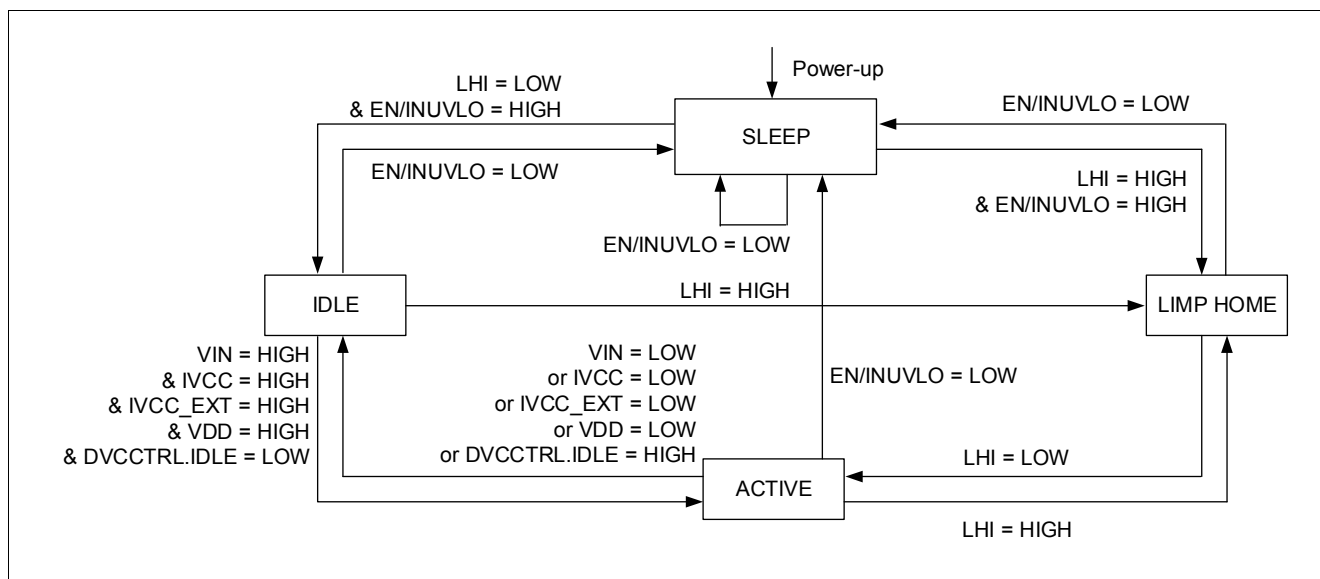 Power-up
LHI = LOW
& EN/INUVLO = HIGH
EN/INUVLO = LOW
SLEEP
EN/INUVLO = LOW
LHI = HIGH
& EN/INUVLO = HIGH
EN/INUVLO = LOW
IDLE
LHI = HIGH
LIMP HOME
VIN = HIGH
& IVCC = HIGH
& IVCC_EXT = HIGH
& VDD = HIGH
& DVCCTRL.IDLE = LOW
VIN = LOW
or IVCC = LOW
or IVCC_EXT = LOW
or VDD = LOW
or DVCCTRL.IDLE = HIGH
EN/INUVLO = LOW
LHI = LOW
ACTIVE
LHI = HIGH